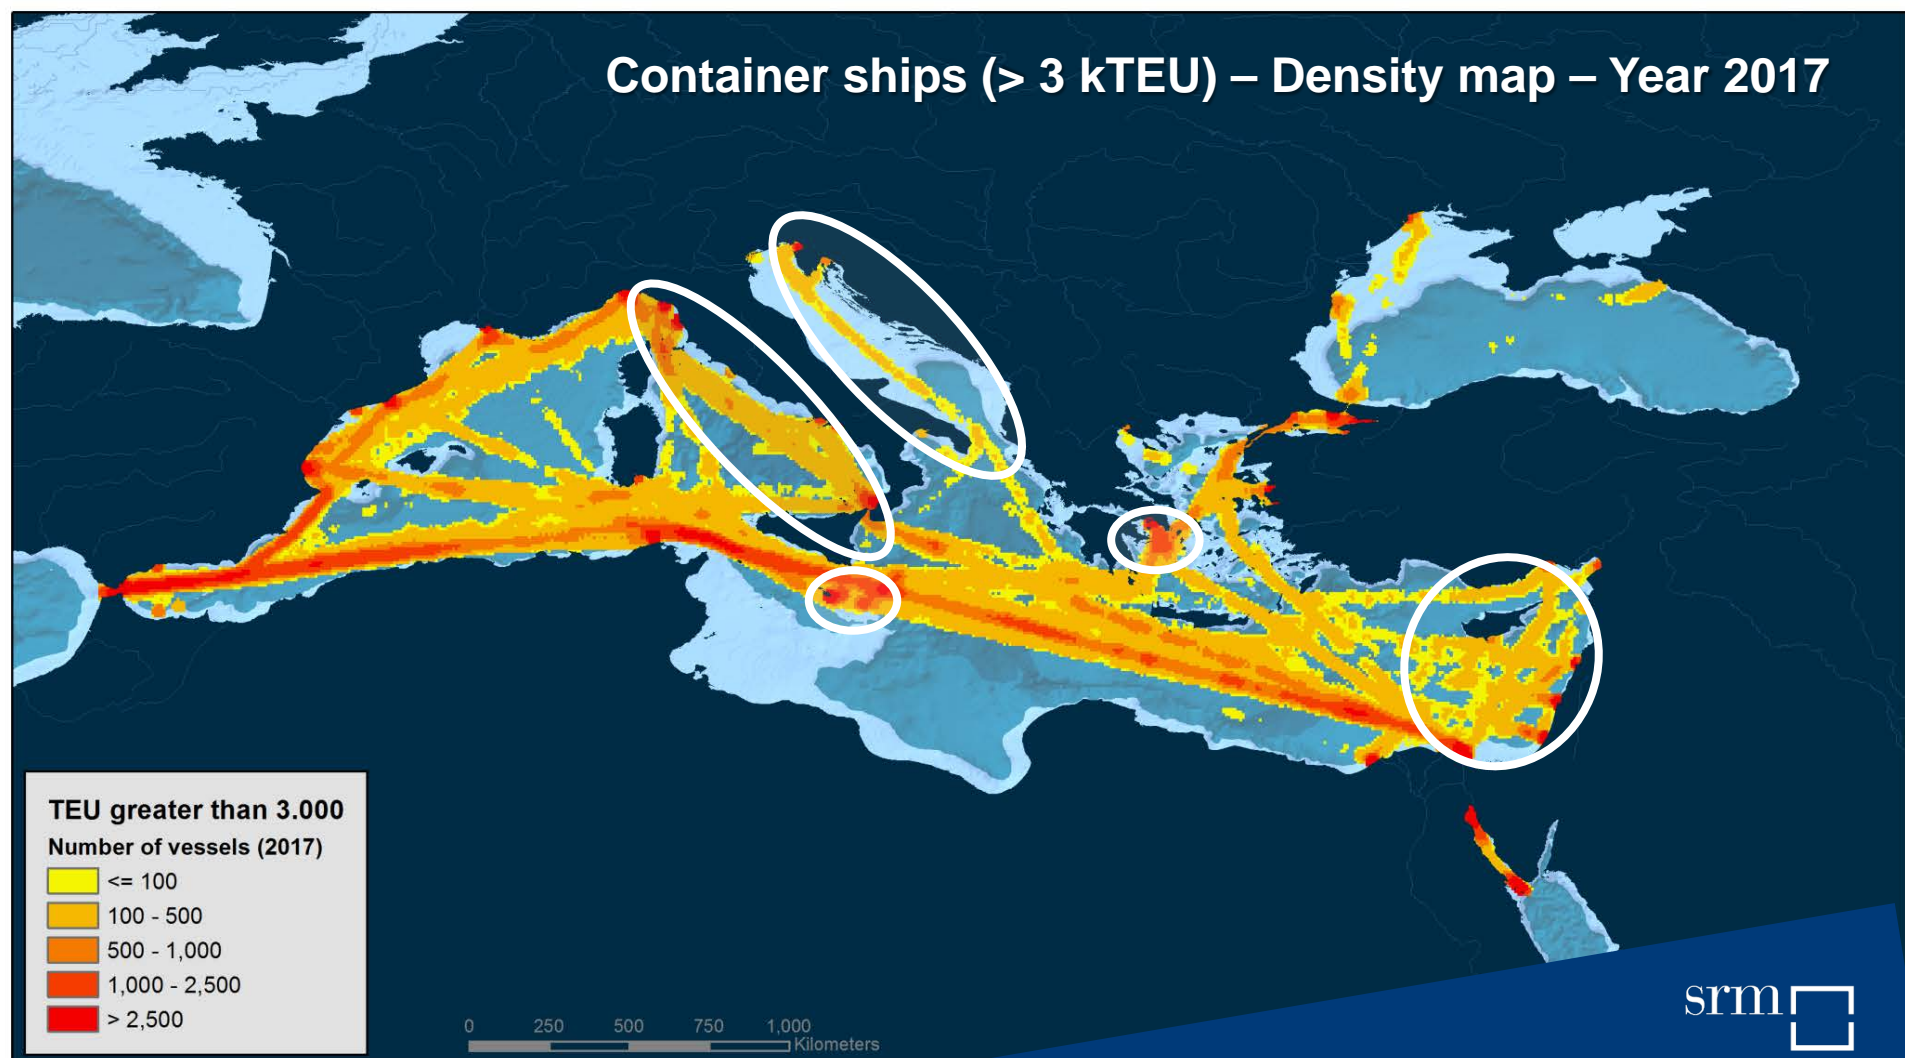 Container ships (> 3 kTEU) – Density map – Year 2017
TEU greater than 3.000
Number of vessels (2017)
<= 100
100 - 500
500 - 1,000
1,000 - 2,500
> 2,500
0 250 500 750 1,000
Kilometers
srm